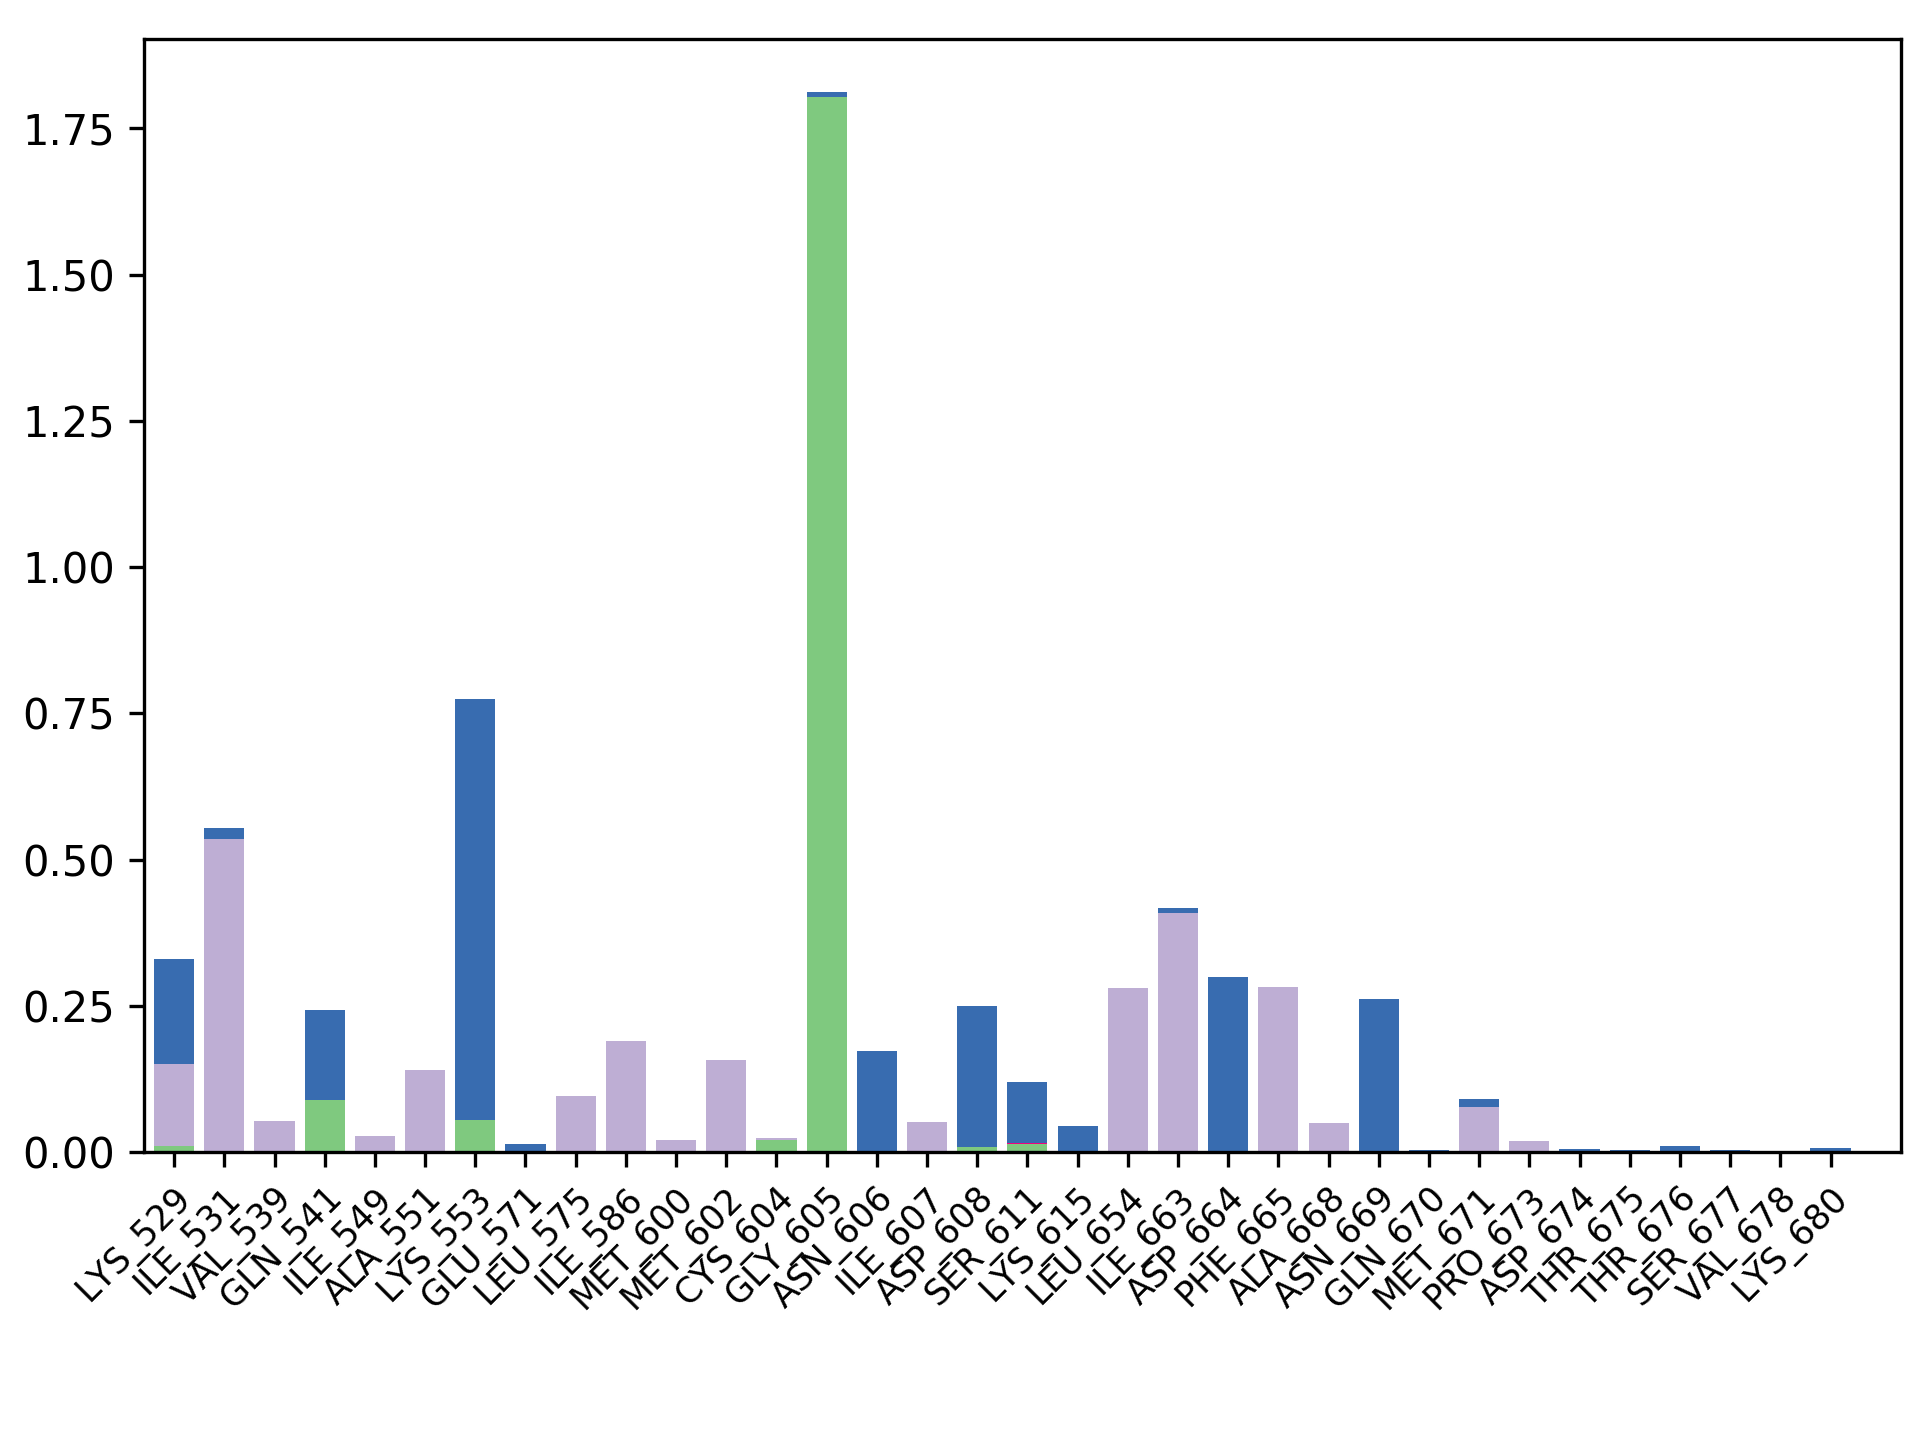 1.75
1.50
1.25
1.00
0.75
0.50
0.25
0.00
LYS_529
ILE_531
VAL_539
GLN_541
ILE_549
ALA_551
LYS_553
GLU_571
LEU_575
ILE_586
MET_600
MET_602
CYS_604
GLY_605
ASN_606
ILE_607
ASP_608
SER_611
LYS_615
LEU_654
ILE_663
ASP_664
PHE_665
ALA_668
ASN_669
GLN_670
MET_671
PRO_673
ASP_674
THR_675
THR_676
SER_677
VAL_678
LYS_680